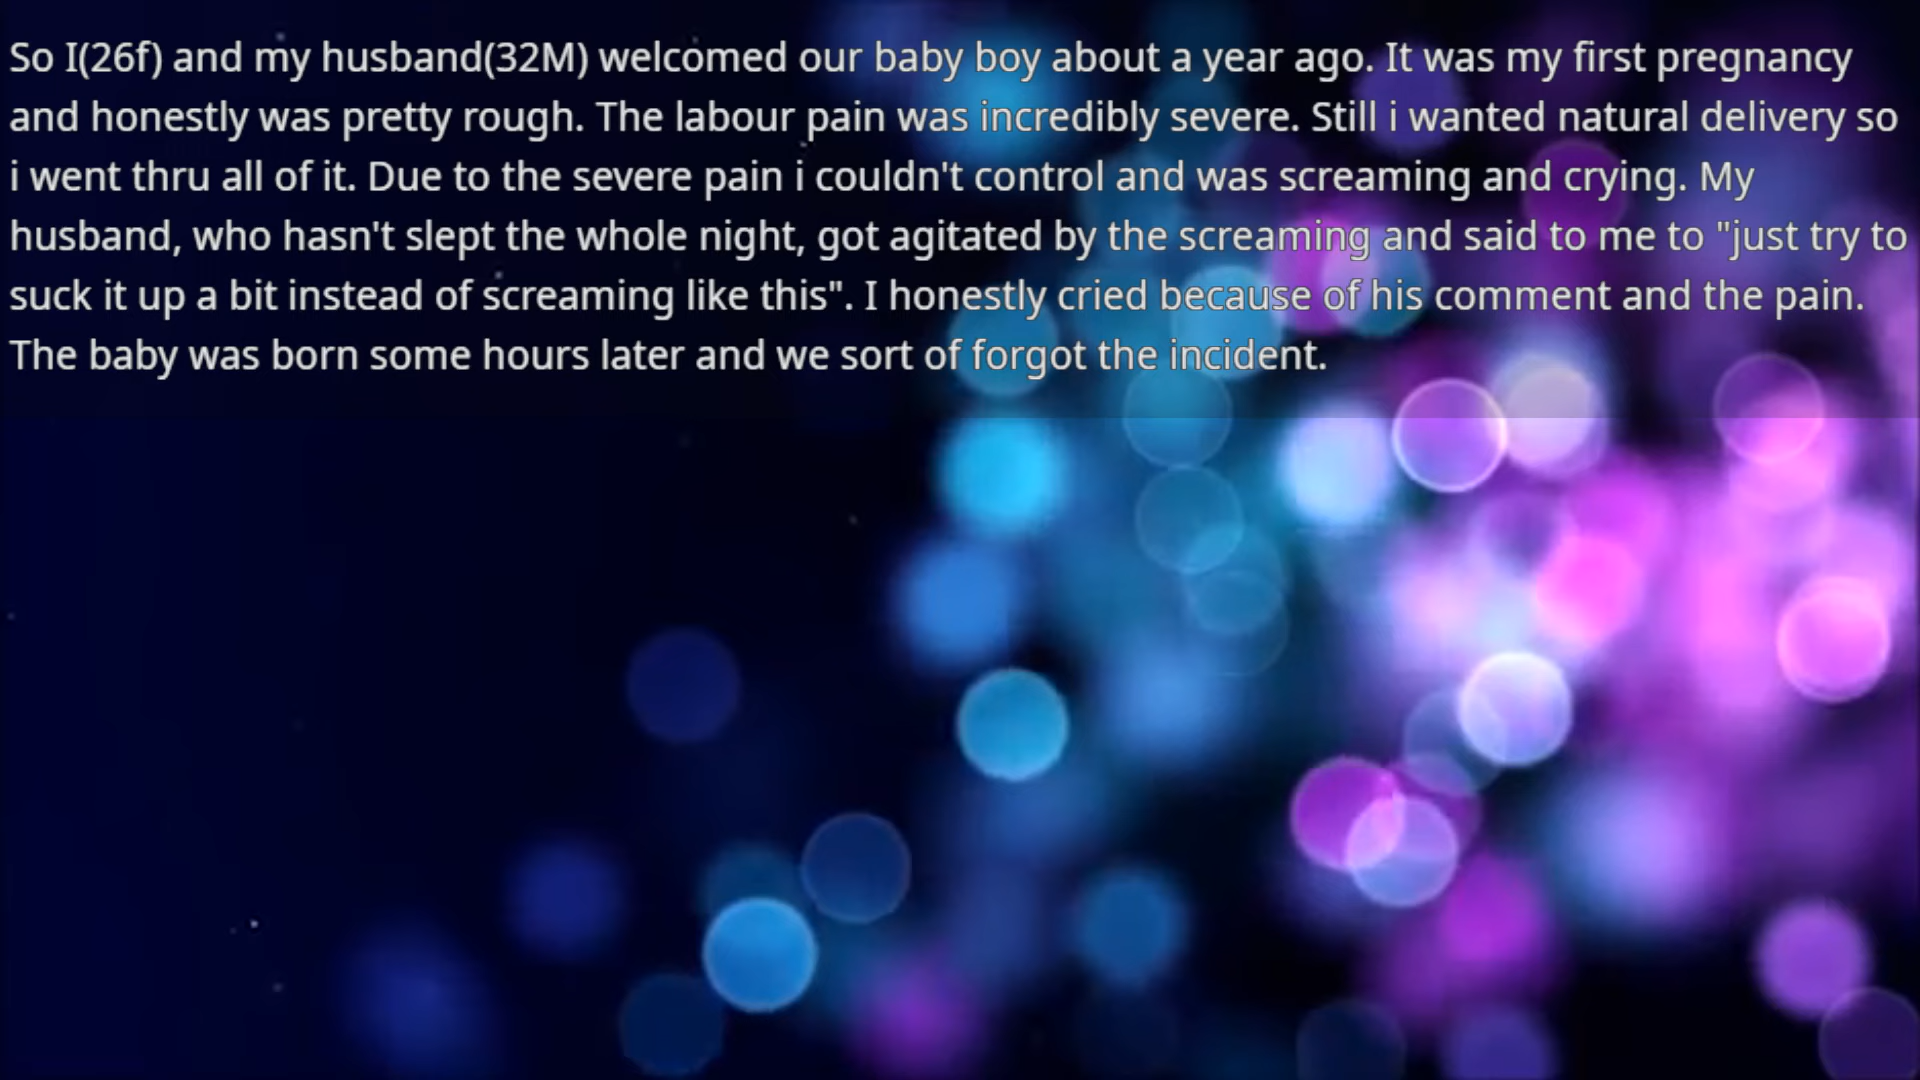 So I(26f) and my husband(32M) welcomed our baby boy about a year ago. It was my first pregnancy
and honestly was pretty rough. The labour pain was incredibly severe. Still i wanted natural delivery so
i went thru all of it. Due to the severe pain i couldn't control and was screaming and crying. My
husband, who hasn't slept the whole night, got agitated by the screaming and said to me to "just try to
suck it up a bit instead of screaming like this". I honestly cried because of his comment and the pain.
The baby was born some hours later and we sort of forgot the incident.